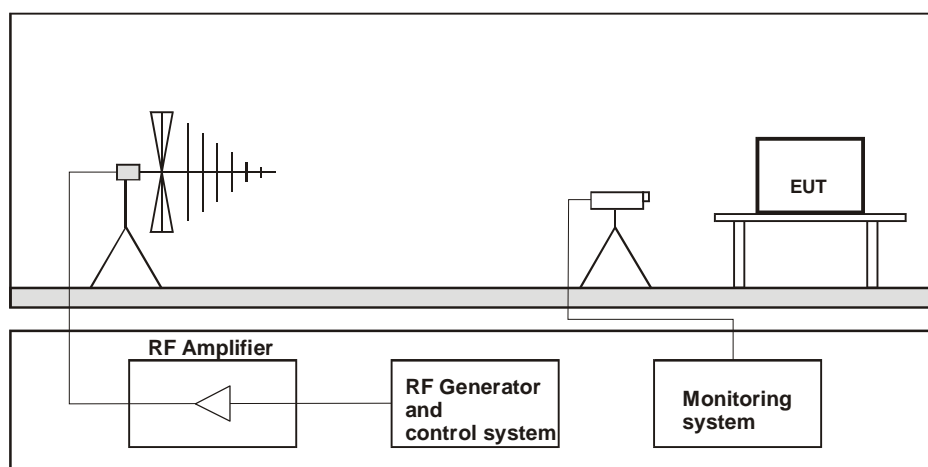 EUT
RF Amplifier
RF Generator
and
control system
Monitoring
system